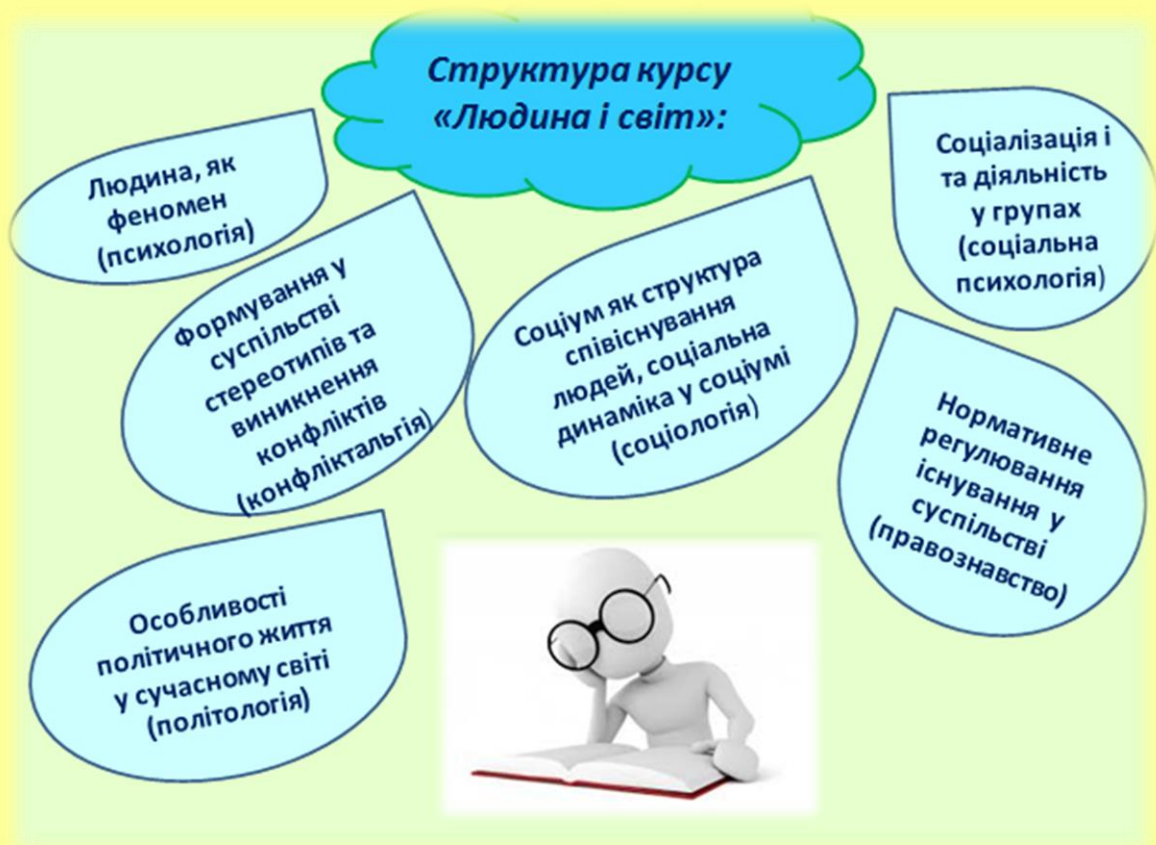 Структура курсу
«Людина і світ»:
Людина, як
феномен
(психологія)
Формування у
суспільстві
стереотипів та
виникнення
конфліктів
(конфліктальгія)
Соціум як структура
співіснування
людей, соціальна
динаміка у соціумі
(соціологія)
Соціалізація і
та діяльність
у групах
(соціальна
психологія)
Нормативне
регулювання
існування у
суспільстві
(правознавство)
Особливості
політичного життя
у сучасному світі
(політологія)